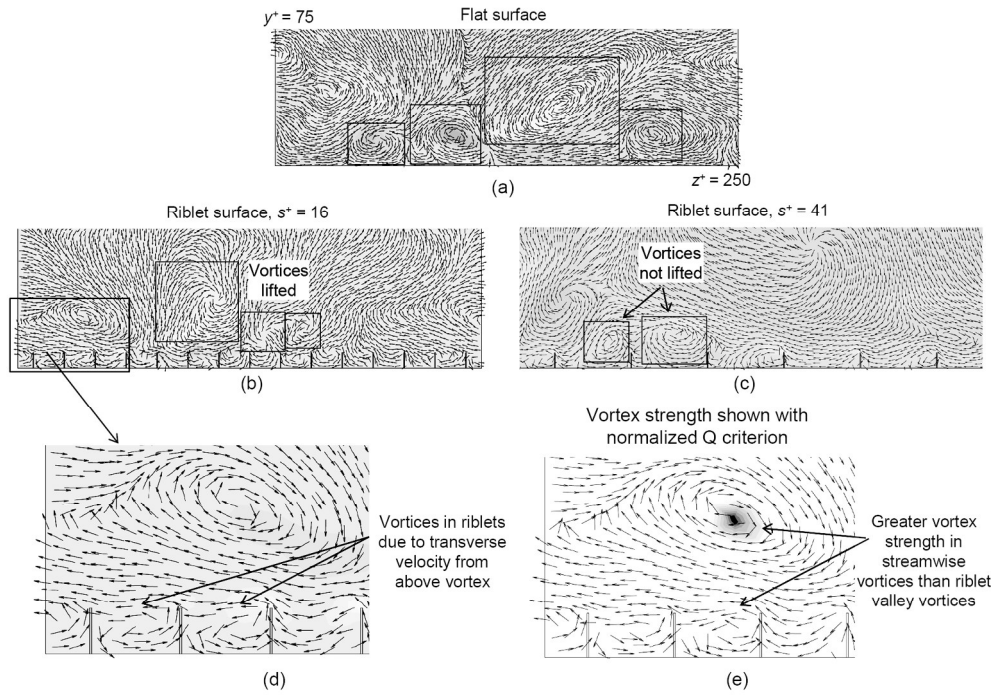 y+ = 75
Flat surface
z+ = 250
(a)
Riblet surface, s+ = 16
Riblet surface, s+ = 41
Vortices
lifted
Vortices
not lifted
(b)
(c)
Vortex strength shown with
normalized Q criterion
Vortices in riblets
due to transverse
velocity from
above vortex
Greater vortex
strength in
streamwise
vortices than riblet
valley vortices
(d)
(e)